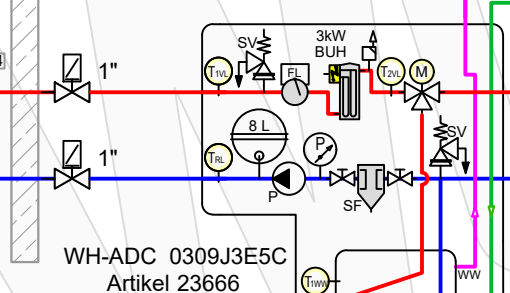 3kW
BUH
SV
1"
T1VL
FL
T2VL
M
8 L
P
SV
1"
TRL
P
SF
WH-ADC 0309J3E5C
Artikel 23666
T1WW
WW